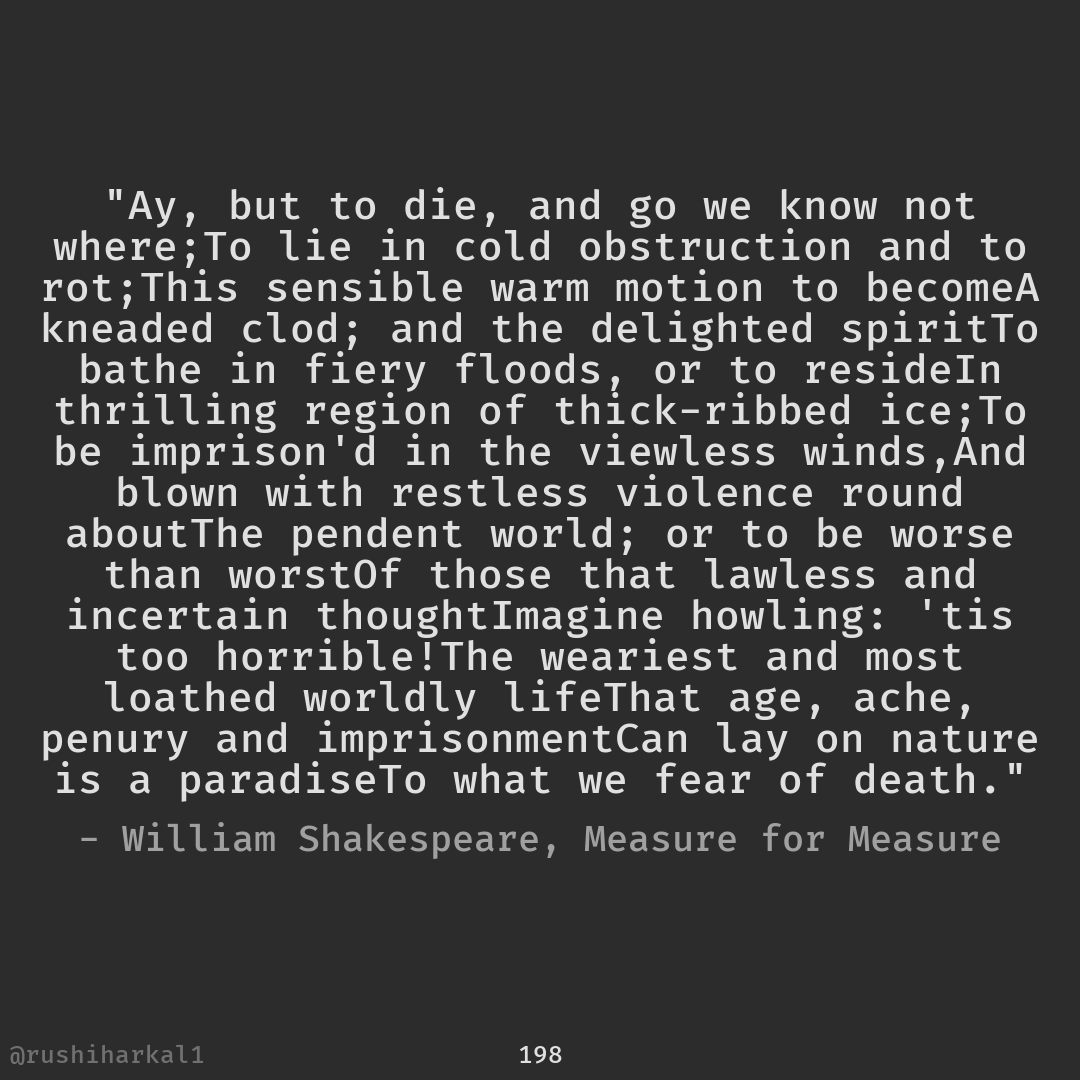 "Ay, but to die, and go we know not
where;To lie in cold obstruction and to
rot;This sensible warm motion to becomeA
kneaded clod; and the delighted spiritTo
bathe in fiery floods, or to resideIn
thrilling region of thick-ribbed ice;To
be imprison'd in the viewless winds,And
blown with restless violence round
aboutThe pendent world; or to be worse
than worstOf those that lawless and
incertain thoughtImagine howling: 'tis
too horrible!The weariest and most
loathed worldly lifeThat age, ache,
penury and imprisonmentCan lay on nature
is a paradiseTo what we fear of death."
- William Shakespeare, Measure for Measure
@rushiharkal1
198